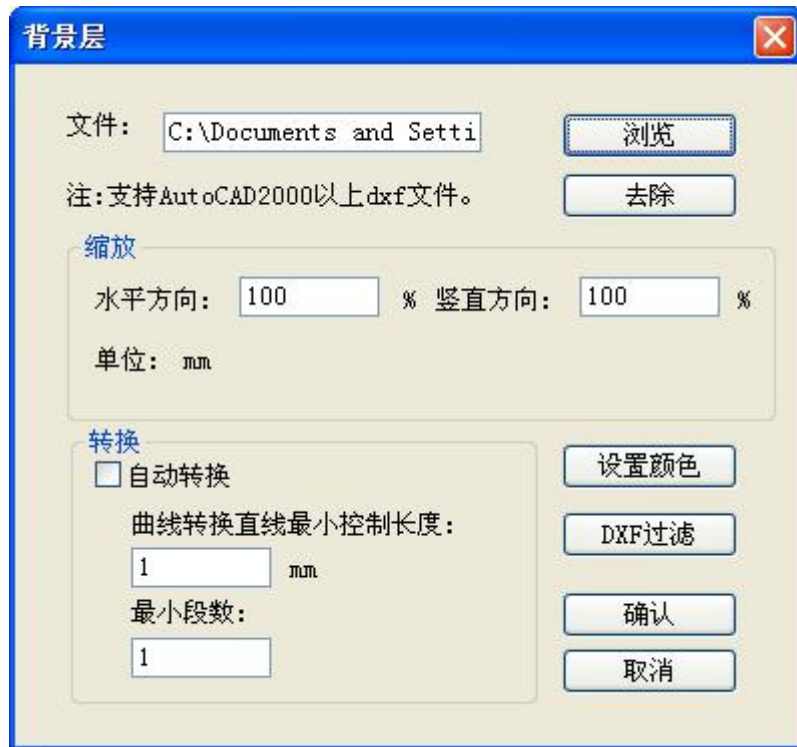 背景层
文件: C:\Documents and Setti 浏览
注:支持AutoCAD2000以上dxf文件。 去除
缩放
水平方向: 100 % 竖直方向: 100 %
单位: mm
转换
自动转换 设置颜色
曲线转换直线最小控制长度:
1 mm DXF过滤
最小段数: 确认
1 取消